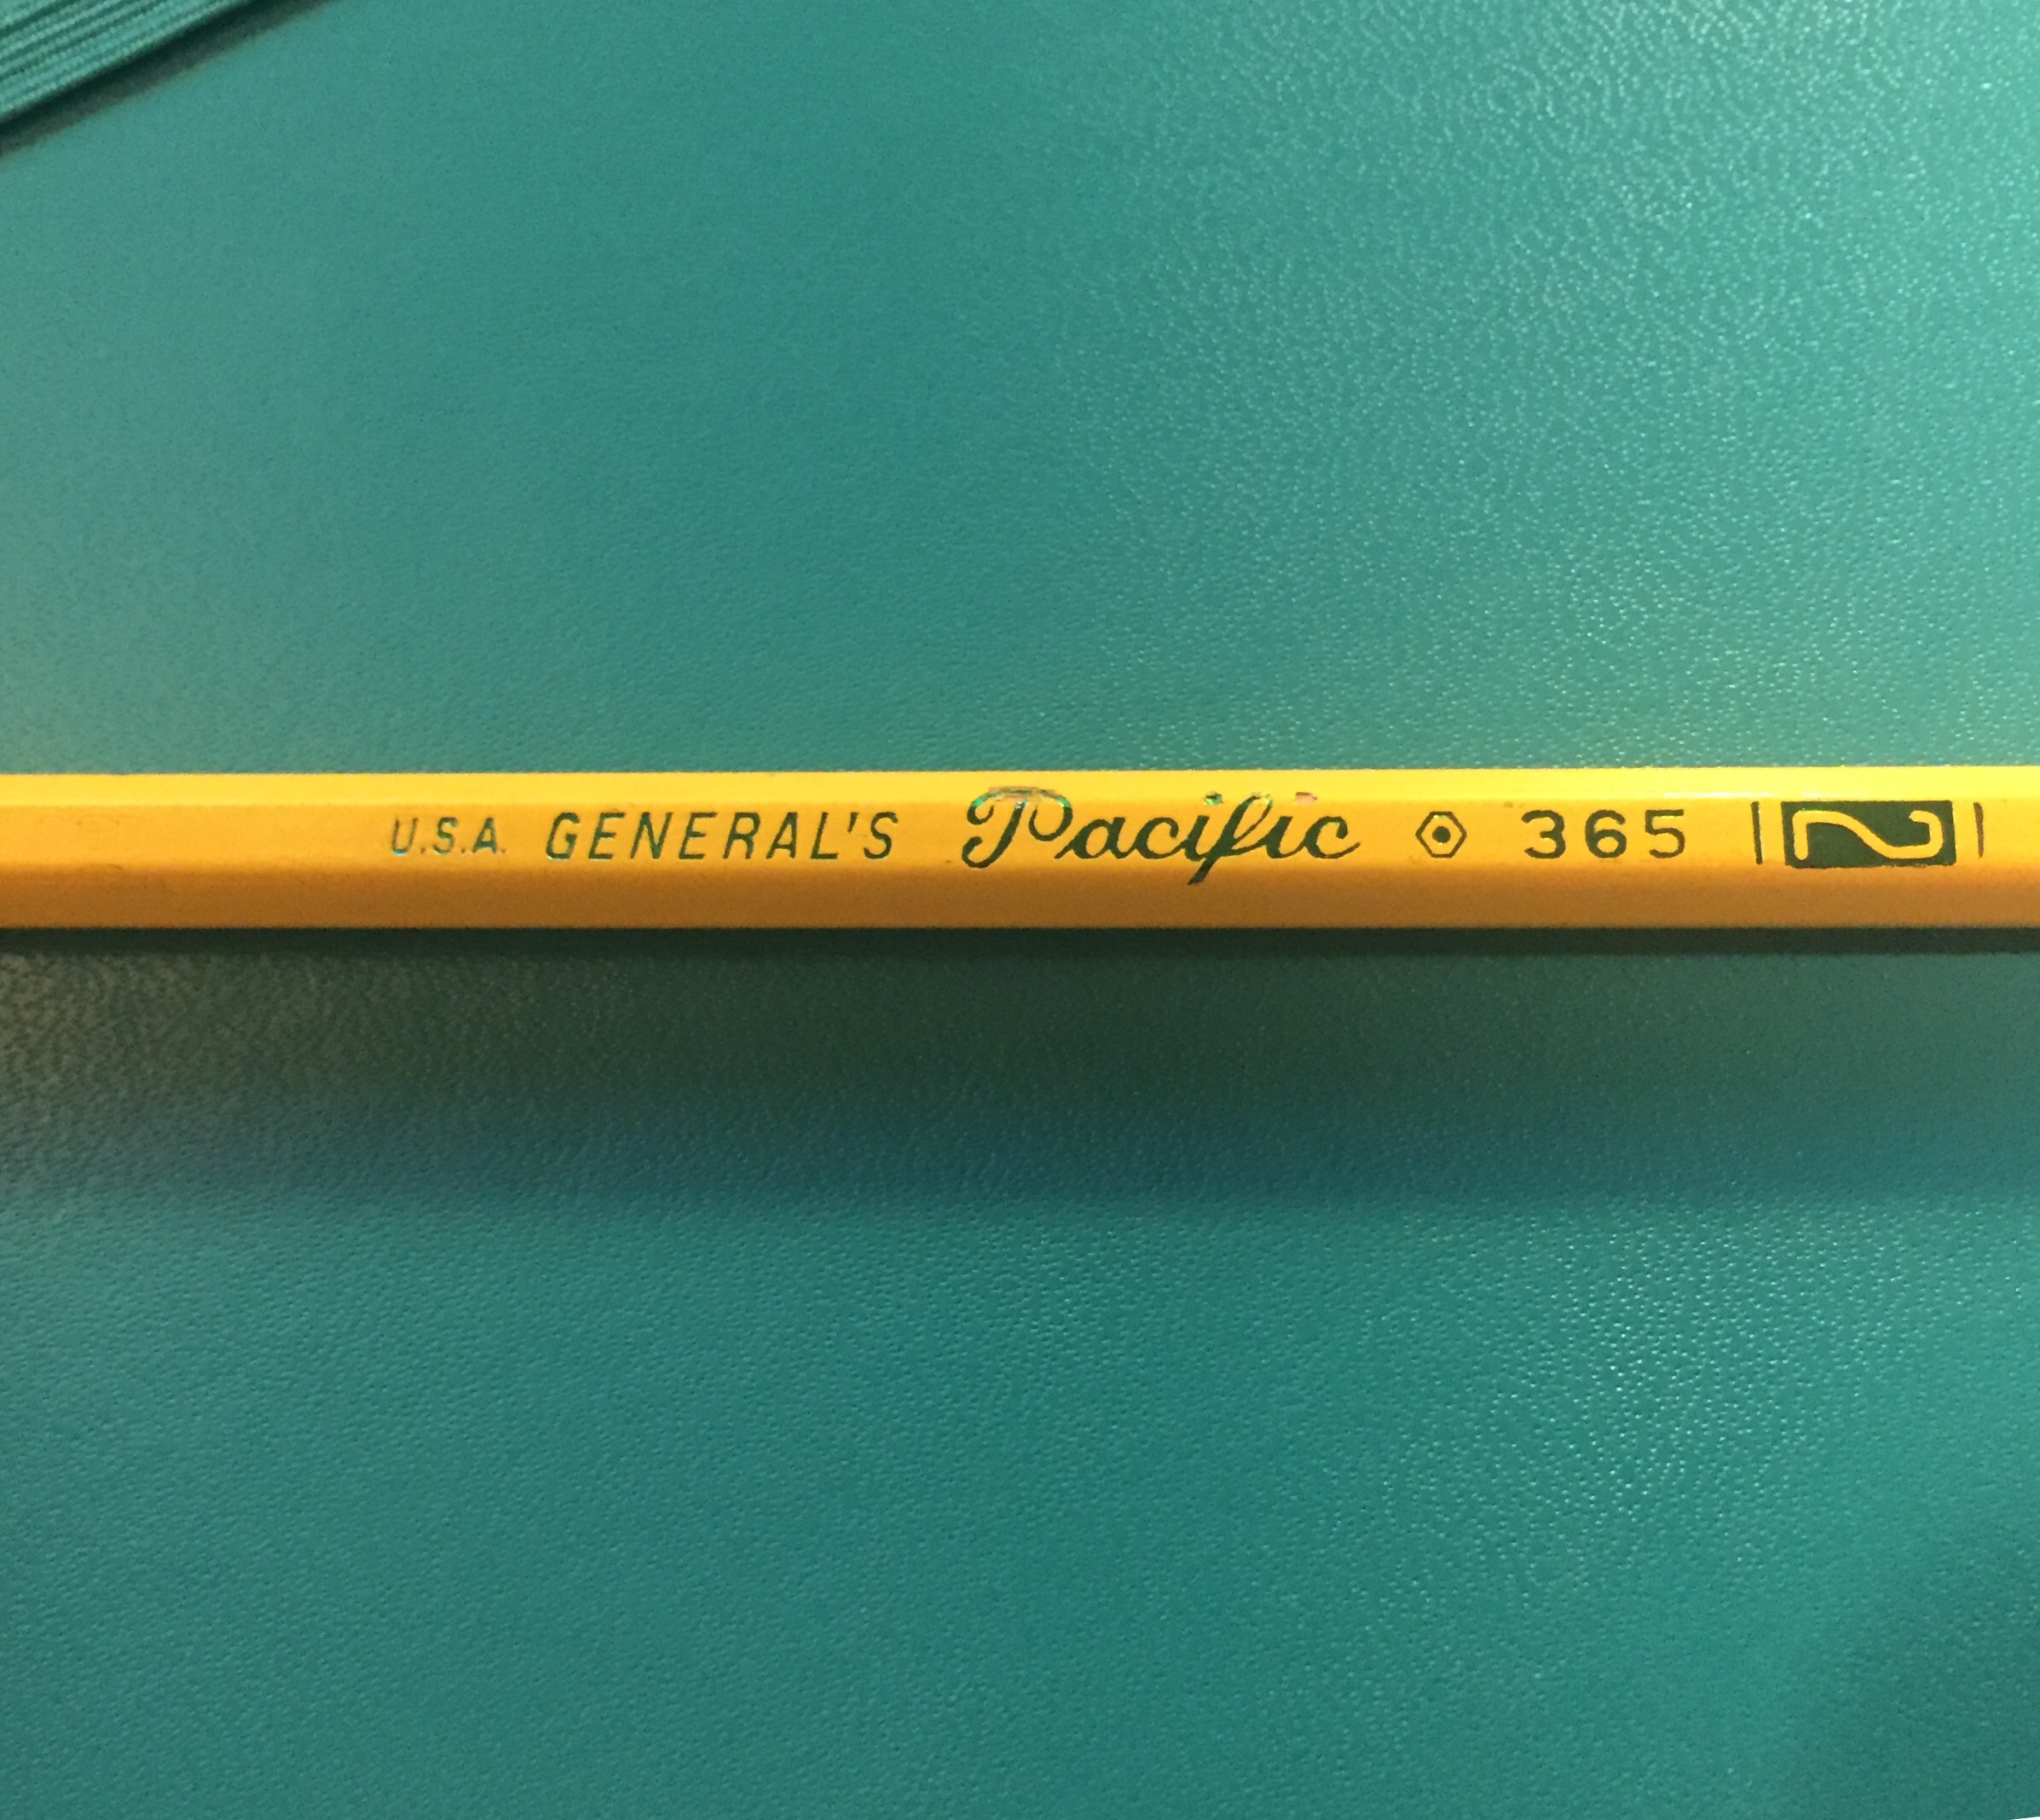 U.S.A. GENERAL'S Pacific 365 2